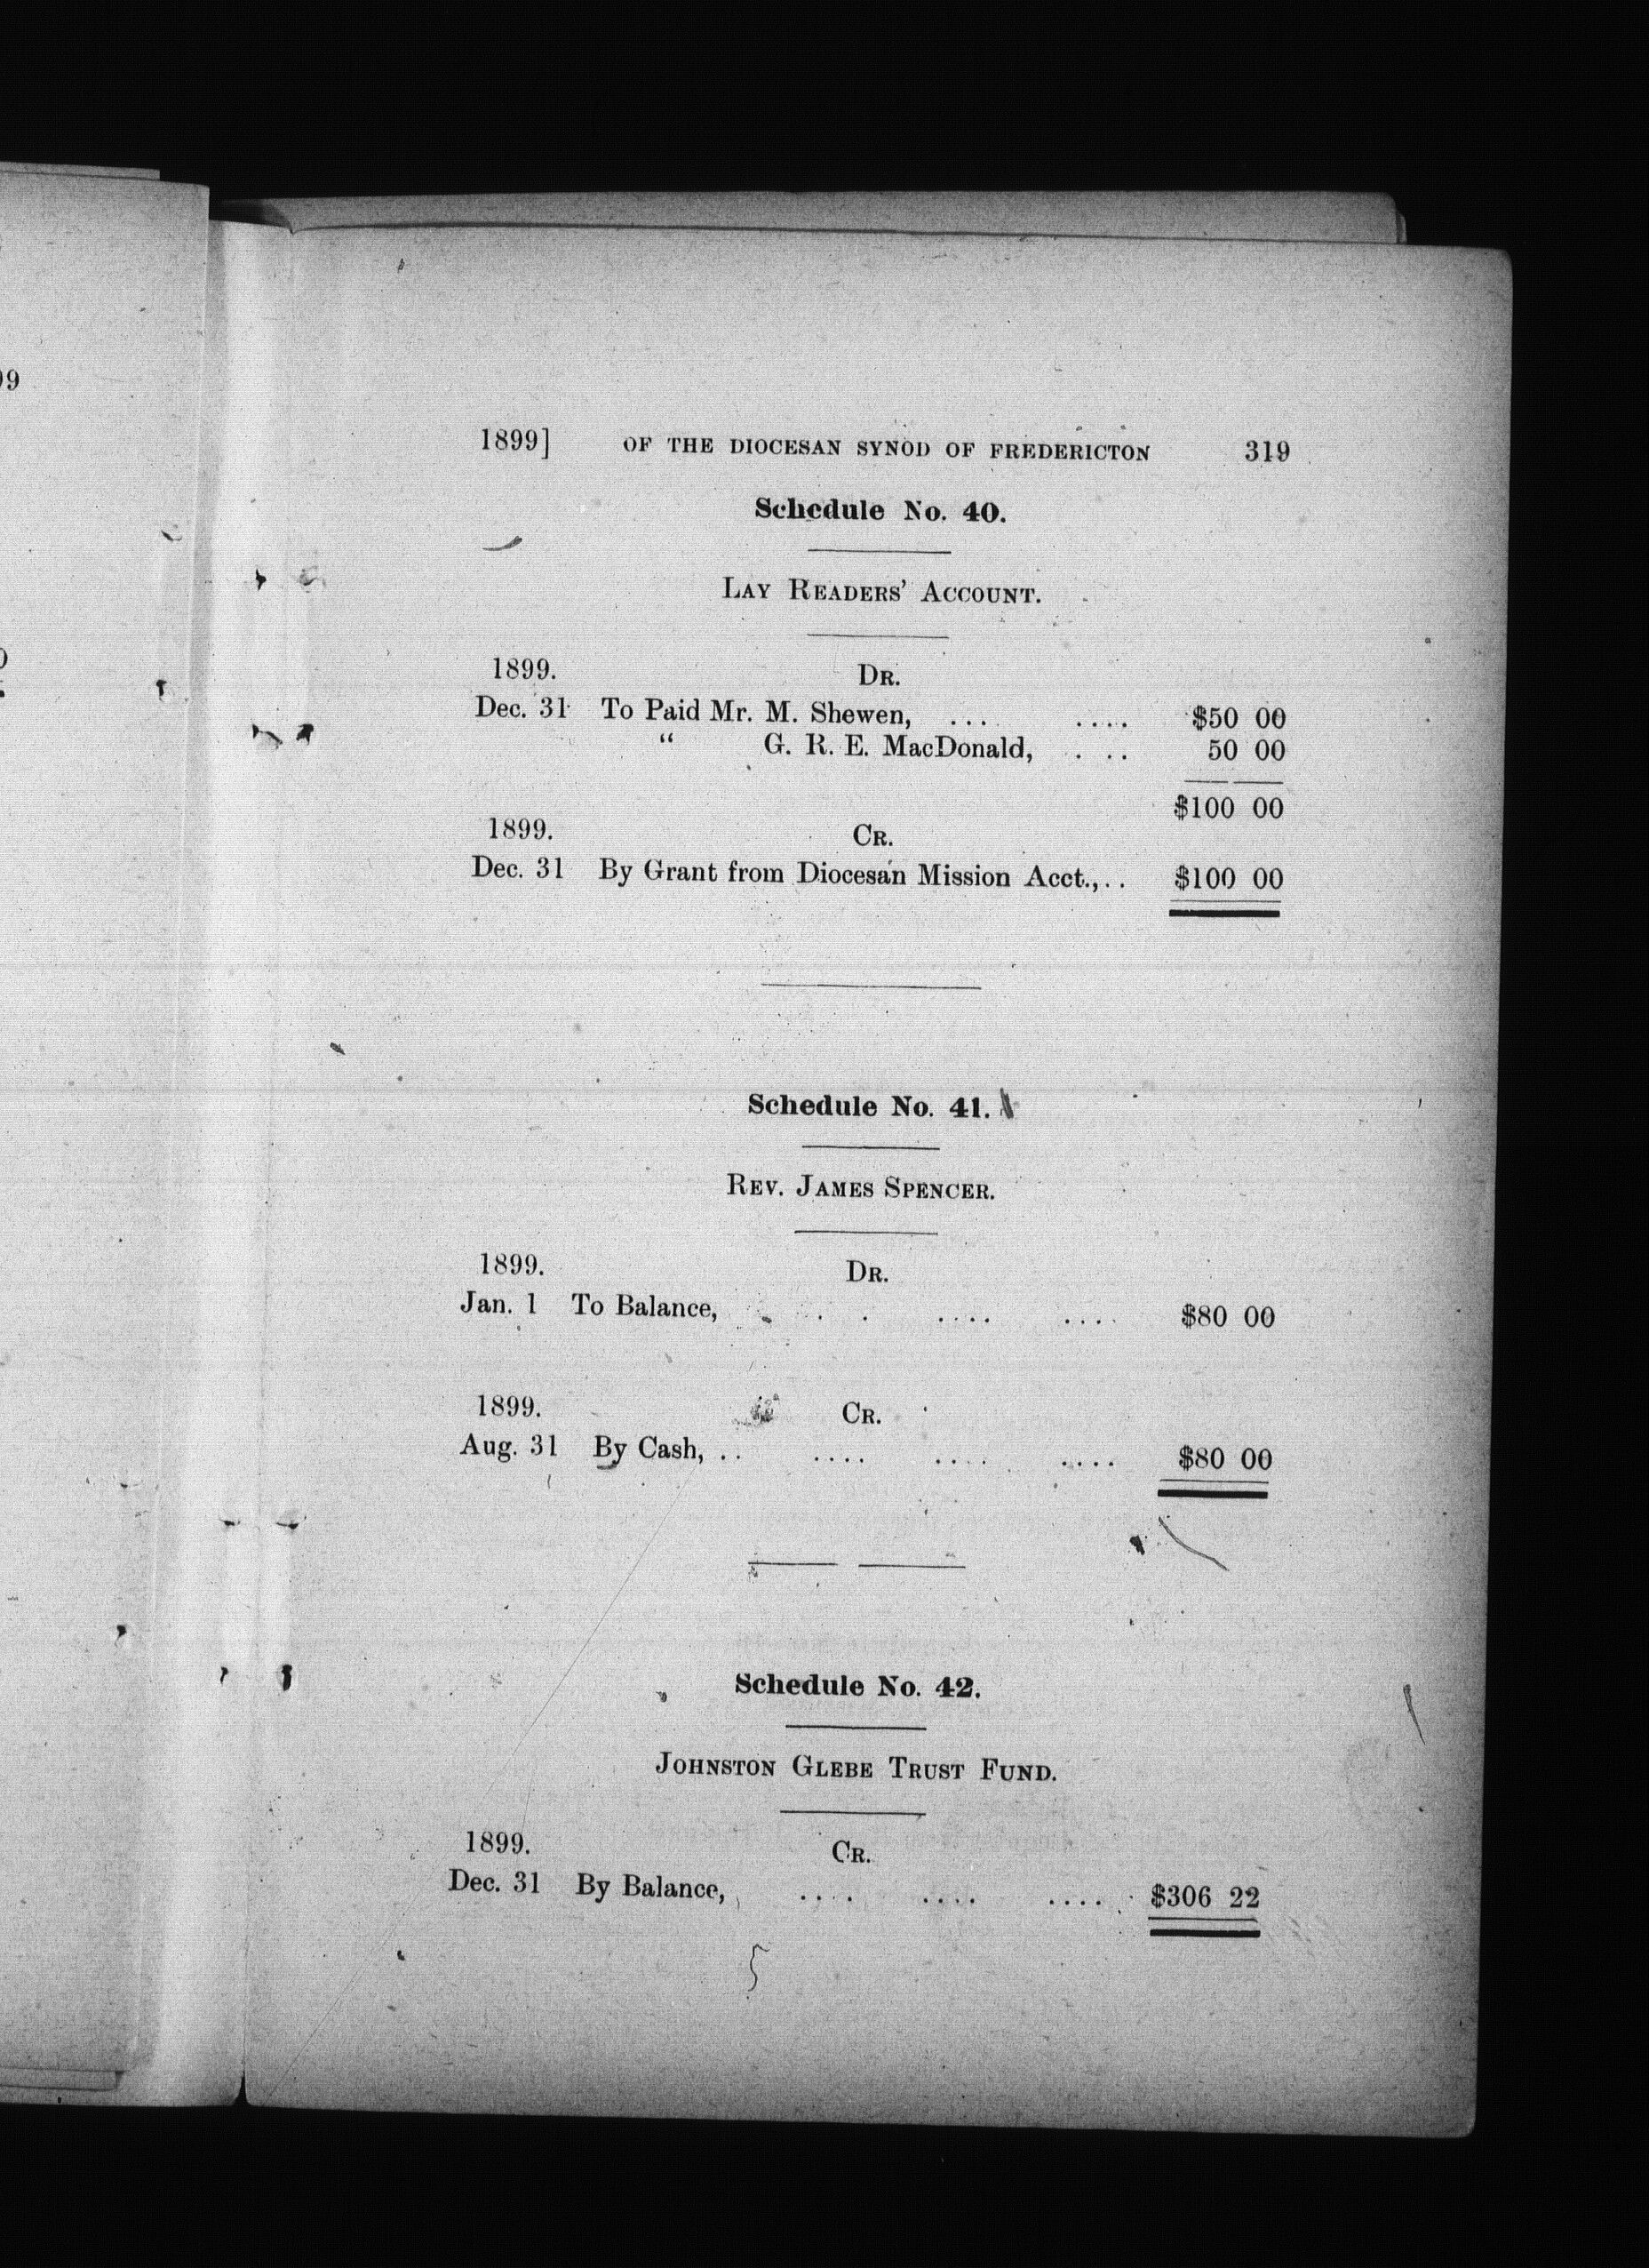 1899] OF THE DIOCESAN SYNOD OF FREDERICTON 319
Schedule No. 40.
LAY READERS' ACCOUNT.
1899. DR.
Dec. 31 To Paid Mr. M. Shewen, ... .... $50 00
“ G. R. E. MacDonald, . .. 50 00
$100 00
1899. CR.
Dec. 31 By Grant from Diocesan Mission Acct.,.. $100 00
Schedule No. 41.
REV. JAMES SPENCER.
1899. DR.
Jan. 1 To Balance, . . .... .... $80 00
1899. CR.
Aug. 31 By Cash, .. .... .... .... $80 00
Schedule No. 42.
JOHNSTON GLEBE TRUST FUND.
1899. CR.
Dec. 31 By Balance, .... .... .... $306 22